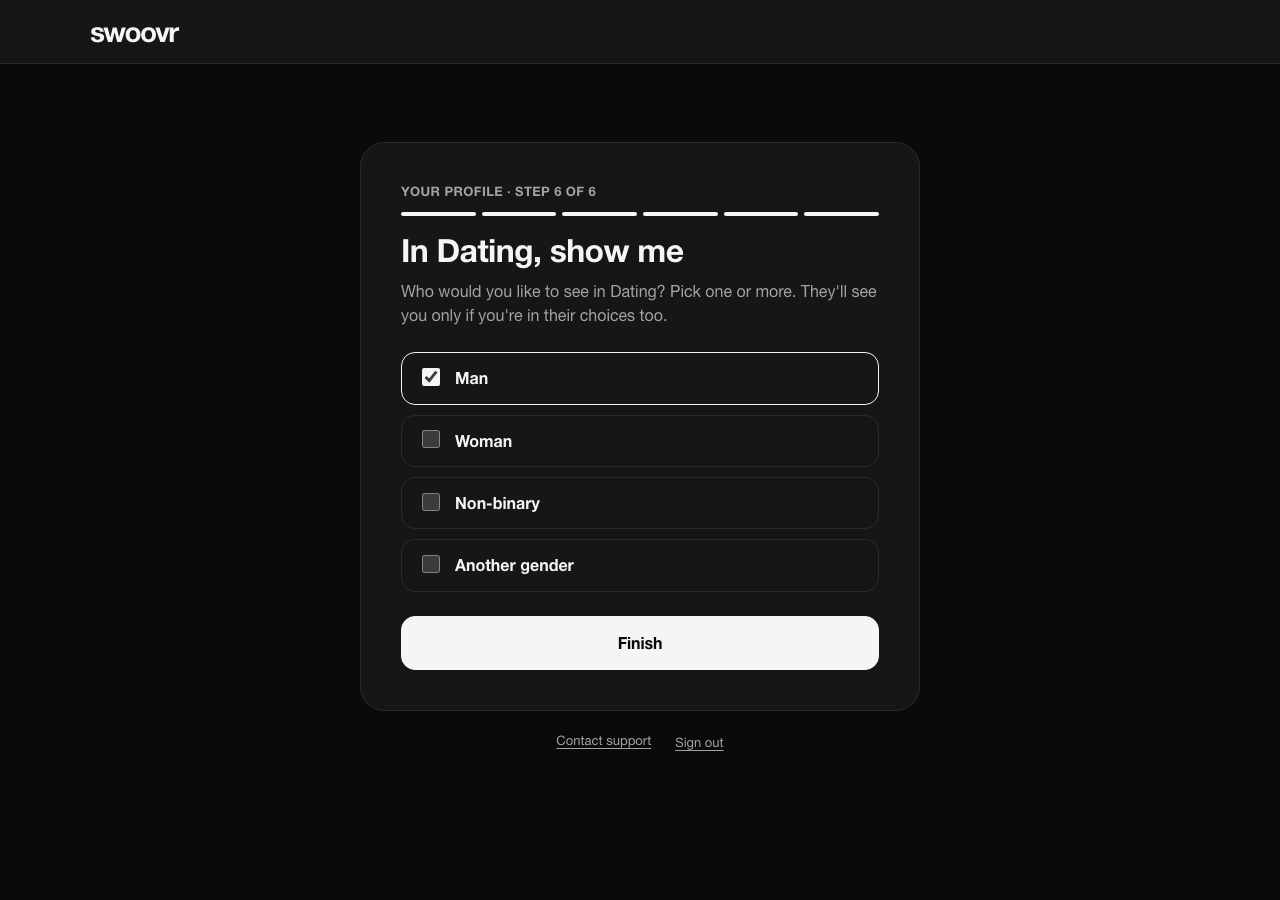 swoovr
YOUR PROFILE · STEP 6 OF 6
In Dating, show me
Who would you like to see in Dating? Pick one or more. They'll see
you only if you're in their choices too.
Man
Woman
Non-binary
Another gender
Finish
Contact support
Sign out